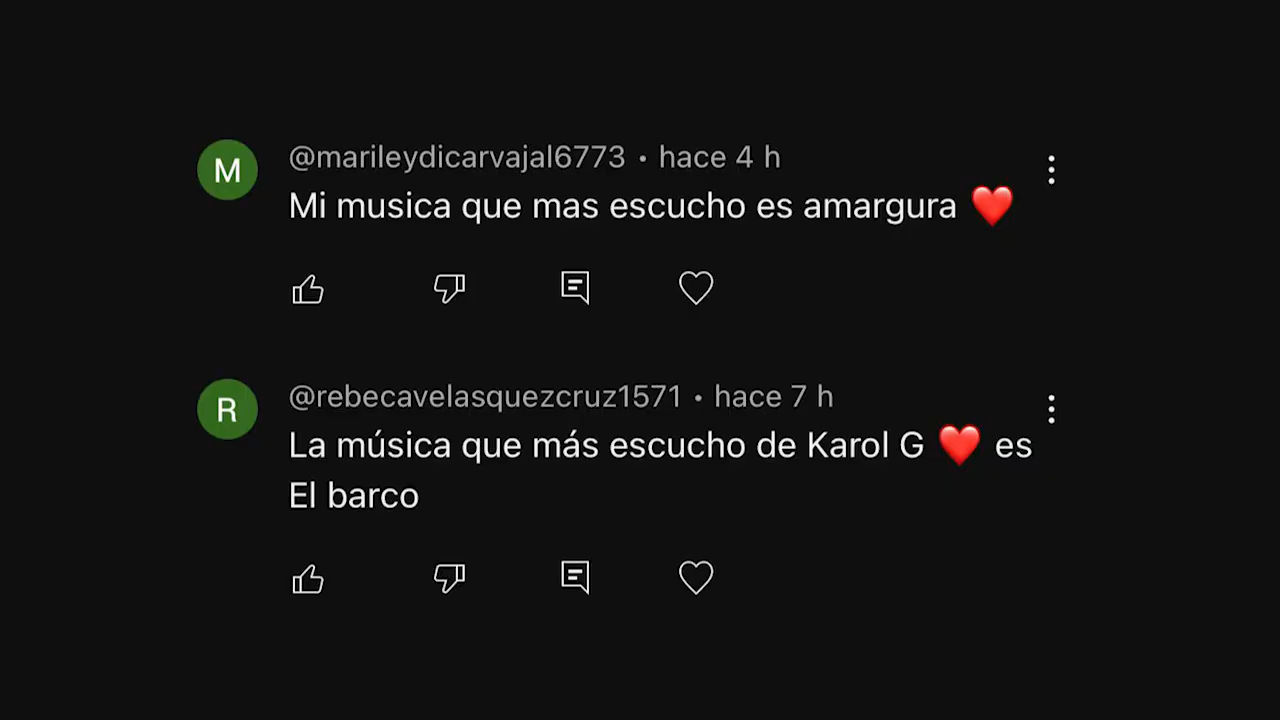 M
@marileydicarvajal6773 • hace 4 h
Mi musica que mas escucho es amargura ❤️
R
@rebecavelasquezcruz1571 • hace 7 h
La música que más escucho de Karol G ❤️ es
El barco